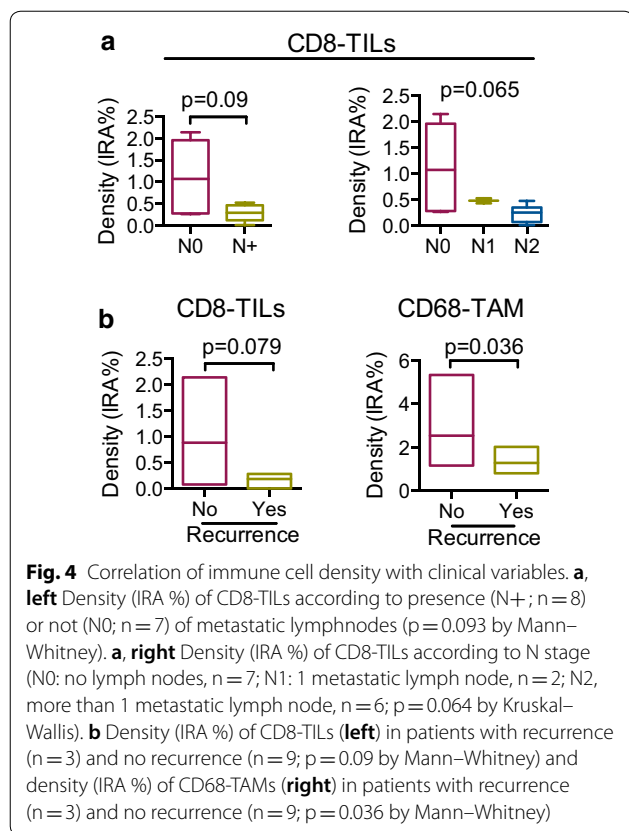 a
CD8-TILs
p=0.09
Density (IRA%)
2.5
2.0
1.5
1.0
0.5
0.0
N0 N+
p=0.065
Density (IRA%)
2.5
2.0
1.5
1.0
0.5
0.0
N0 N1 N2
b
CD8-TILs
p=0.079
Density (IRA%)
2.5
2.0
1.5
1.0
0.5
0.0
No Yes
Recurrence
CD68-TAM
p=0.036
Density (IRA%)
6
4
2
0
No Yes
Recurrence
Fig. 4 Correlation of immune cell density with clinical variables. a,
left Density (IRA %) of CD8-TILs according to presence (N+; n=8)
or not (N0; n=7) of metastatic lymphnodes (p=0.093 by Mann–
Whitney). a, right Density (IRA %) of CD8-TILs according to N stage
(N0: no lymph nodes, n=7; N1: 1 metastatic lymph node, n=2; N2,
more than 1 metastatic lymph node, n=6; p=0.064 by Kruskal–
Wallis). b Density (IRA %) of CD8-TILs (left) in patients with recurrence
(n=3) and no recurrence (n=9; p=0.09 by Mann–Whitney) and
density (IRA %) of CD68-TAMs (right) in patients with recurrence
(n=3) and no recurrence (n=9; p=0.036 by Mann–Whitney)